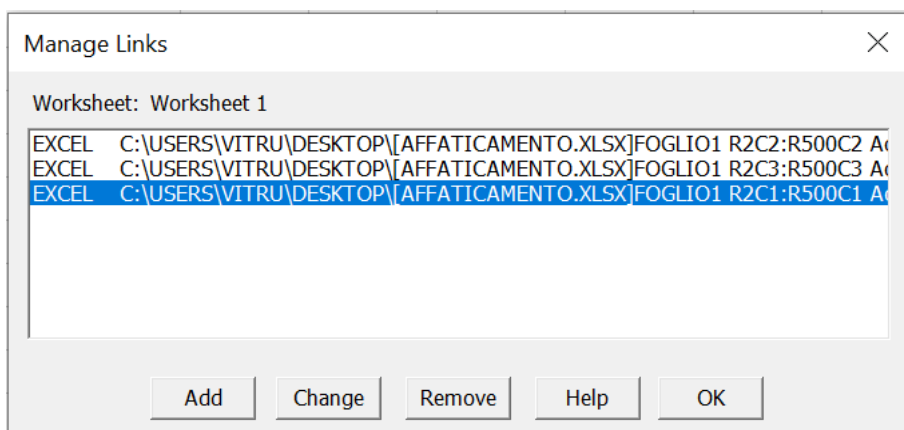 Manage Links
Worksheet: Worksheet 1
EXCEL C:\USERS\VITRU\DESKTOP\[AFFATICAMENTO.XLSX]FOGLIO1 R2C2:R500C2
EXCEL C:\USERS\VITRU\DESKTOP\[AFFATICAMENTO.XLSX]FOGLIO1 R2C3:R500C3
EXCEL C:\USERS\VITRU\DESKTOP\[AFFATICAMENTO.XLSX]FOGLIO1 R2C1:R500C1
Add Change Remove Help OK